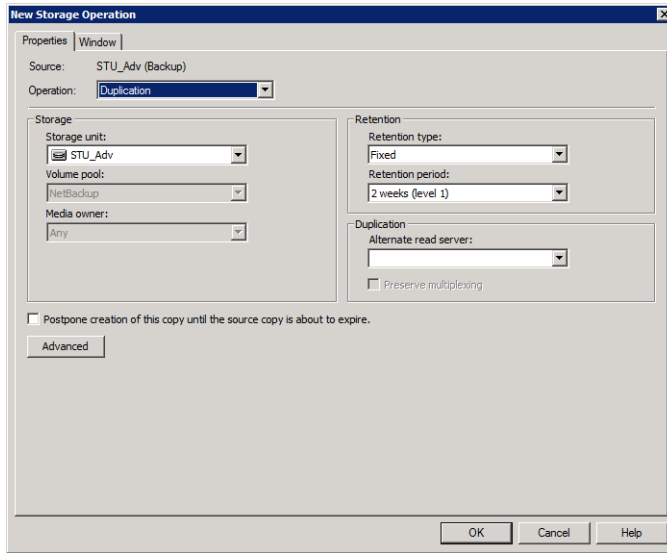 New Storage Operation
Properties
Window
Source: STU_Adv (Backup)
Operation: Duplication
Storage
Storage unit:
STU_Adv
Volume pool:
NetBackup
Media owner:
Any
Retention
Retention type:
Fixed
Retention period:
2 weeks (level 1)
Duplication
Alternate read server:
Preserve multiplexing
Postpone creation of this copy until the source copy is about to expire.
Advanced
OK
Cancel
Help